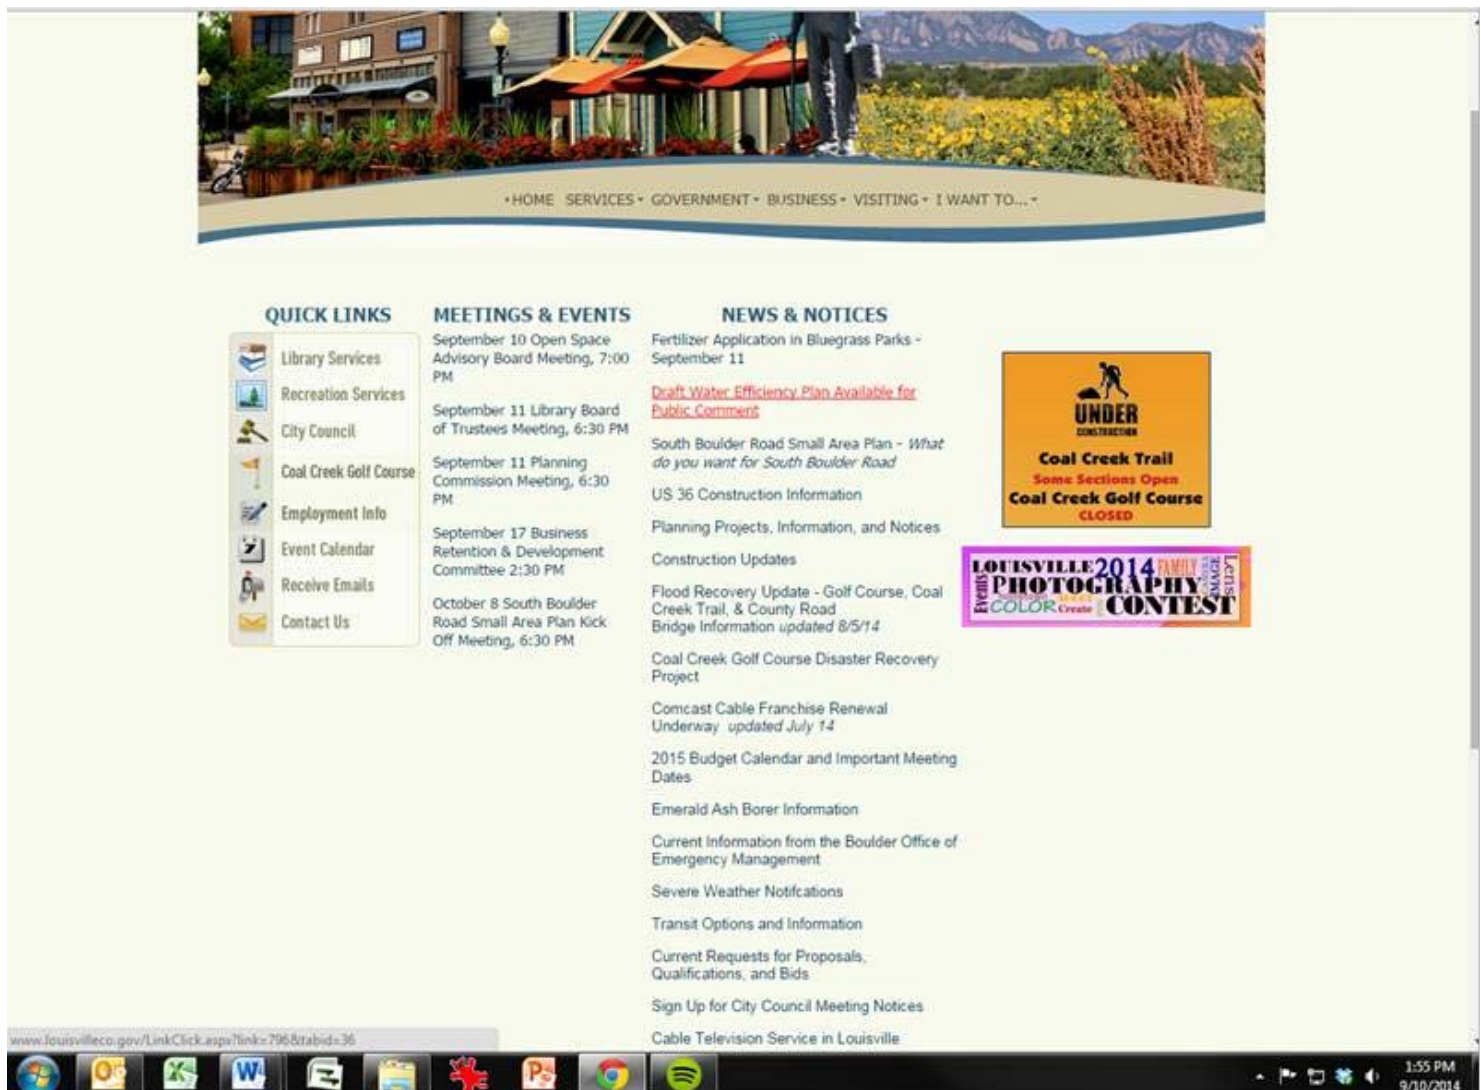 •HOME SERVICES▾ GOVERNMENT▾ BUSINESS▾ VISITING▾ I WANT TO...▾
QUICK LINKS
Library Services
Recreation Services
City Council
Coal Creek Golf Course
Employment Info
7
Event Calendar
Receive Emails
Contact Us
MEETINGS & EVENTS
September 10 Open Space
Advisory Board Meeting, 7:00
PM
September 11 Library Board
of Trustees Meeting, 6:30 PM
September 11 Planning
Commission Meeting, 6:30
PM
September 17 Business
Retention & Development
Committee 2:30 PM
October 8 South Boulder
Road Small Area Plan Kick
Off Meeting, 6:30 PM
NEWS & NOTICES
Fertilizer Application in Bluegrass Parks -
September 11
Draft Water Efficiency Plan Available for
Public Comment
South Boulder Road Small Area Plan - What
do you want for South Boulder Road
US 36 Construction Information
Planning Projects, Information, and Notices
Construction Updates
Flood Recovery Update - Golf Course, Coal
Creek Trail, & County Road
Bridge Information updated 8/5/14
Coal Creek Golf Course Disaster Recovery
Project
Comcast Cable Franchise Renewal
Underway updated July 14
2015 Budget Calendar and Important Meeting
Dates
Emerald Ash Borer Information
Current Information from the Boulder Office of
Emergency Management
Severe Weather Notifcations
Transit Options and Information
Current Requests for Proposals,
Qualifications, and Bids
Sign Up for City Council Meeting Notices
Cable Television Service in Louisville
UNDER
CONSTRUCTION
Coal Creek Trail
Some Sections Open
Coal Creek Golf Course
CLOSED
LOUISVILLE 2014 FAMILY
Events PHOTOGRAPHY IMAGE Lens
COLOR Create CONTEST
www.louisvilleco.gov/LinkClick.aspx?link=796&tabid=36
1:55 PM
9/10/2014